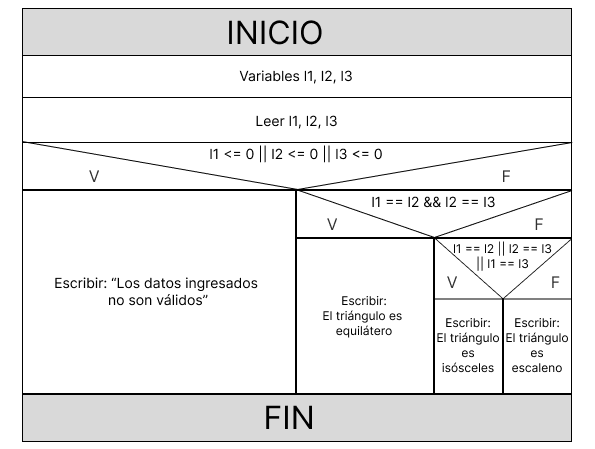 INICIO
Variables l1, l2, l3
Leer l1, l2, l3
l1 <= 0 || l2 <= 0 || l3 <= 0
V
F
l1 == l2 && l2 == l3
V
F
l1 == l2 || l2 == l3
|| l1 == l3
V
F
Escribir: “Los datos ingresados
no son válidos”
Escribir:
El triángulo es
equilátero
Escribir:
El triángulo
es
isósceles
Escribir:
El triángulo
es
escaleno
FIN